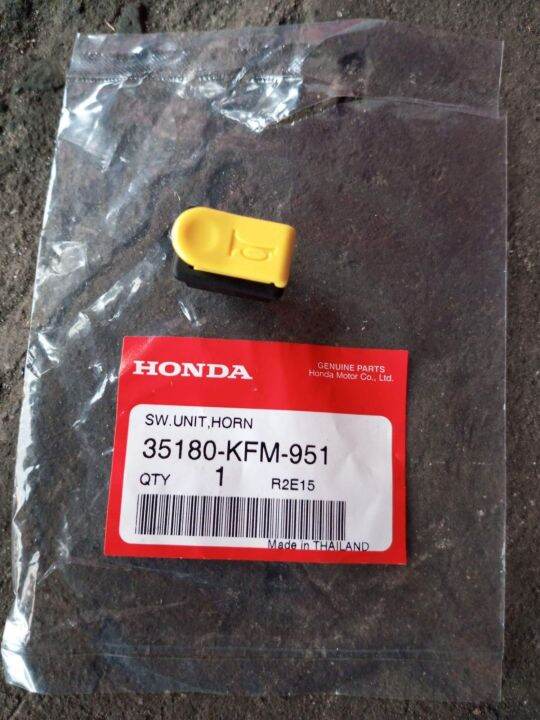 HONDA
GENUINE PARTS
Honda Motor Co., Ltd.
SW.UNIT,HORN
35180-KFM-951
QTY 1 R2E15
Made in THAILAND